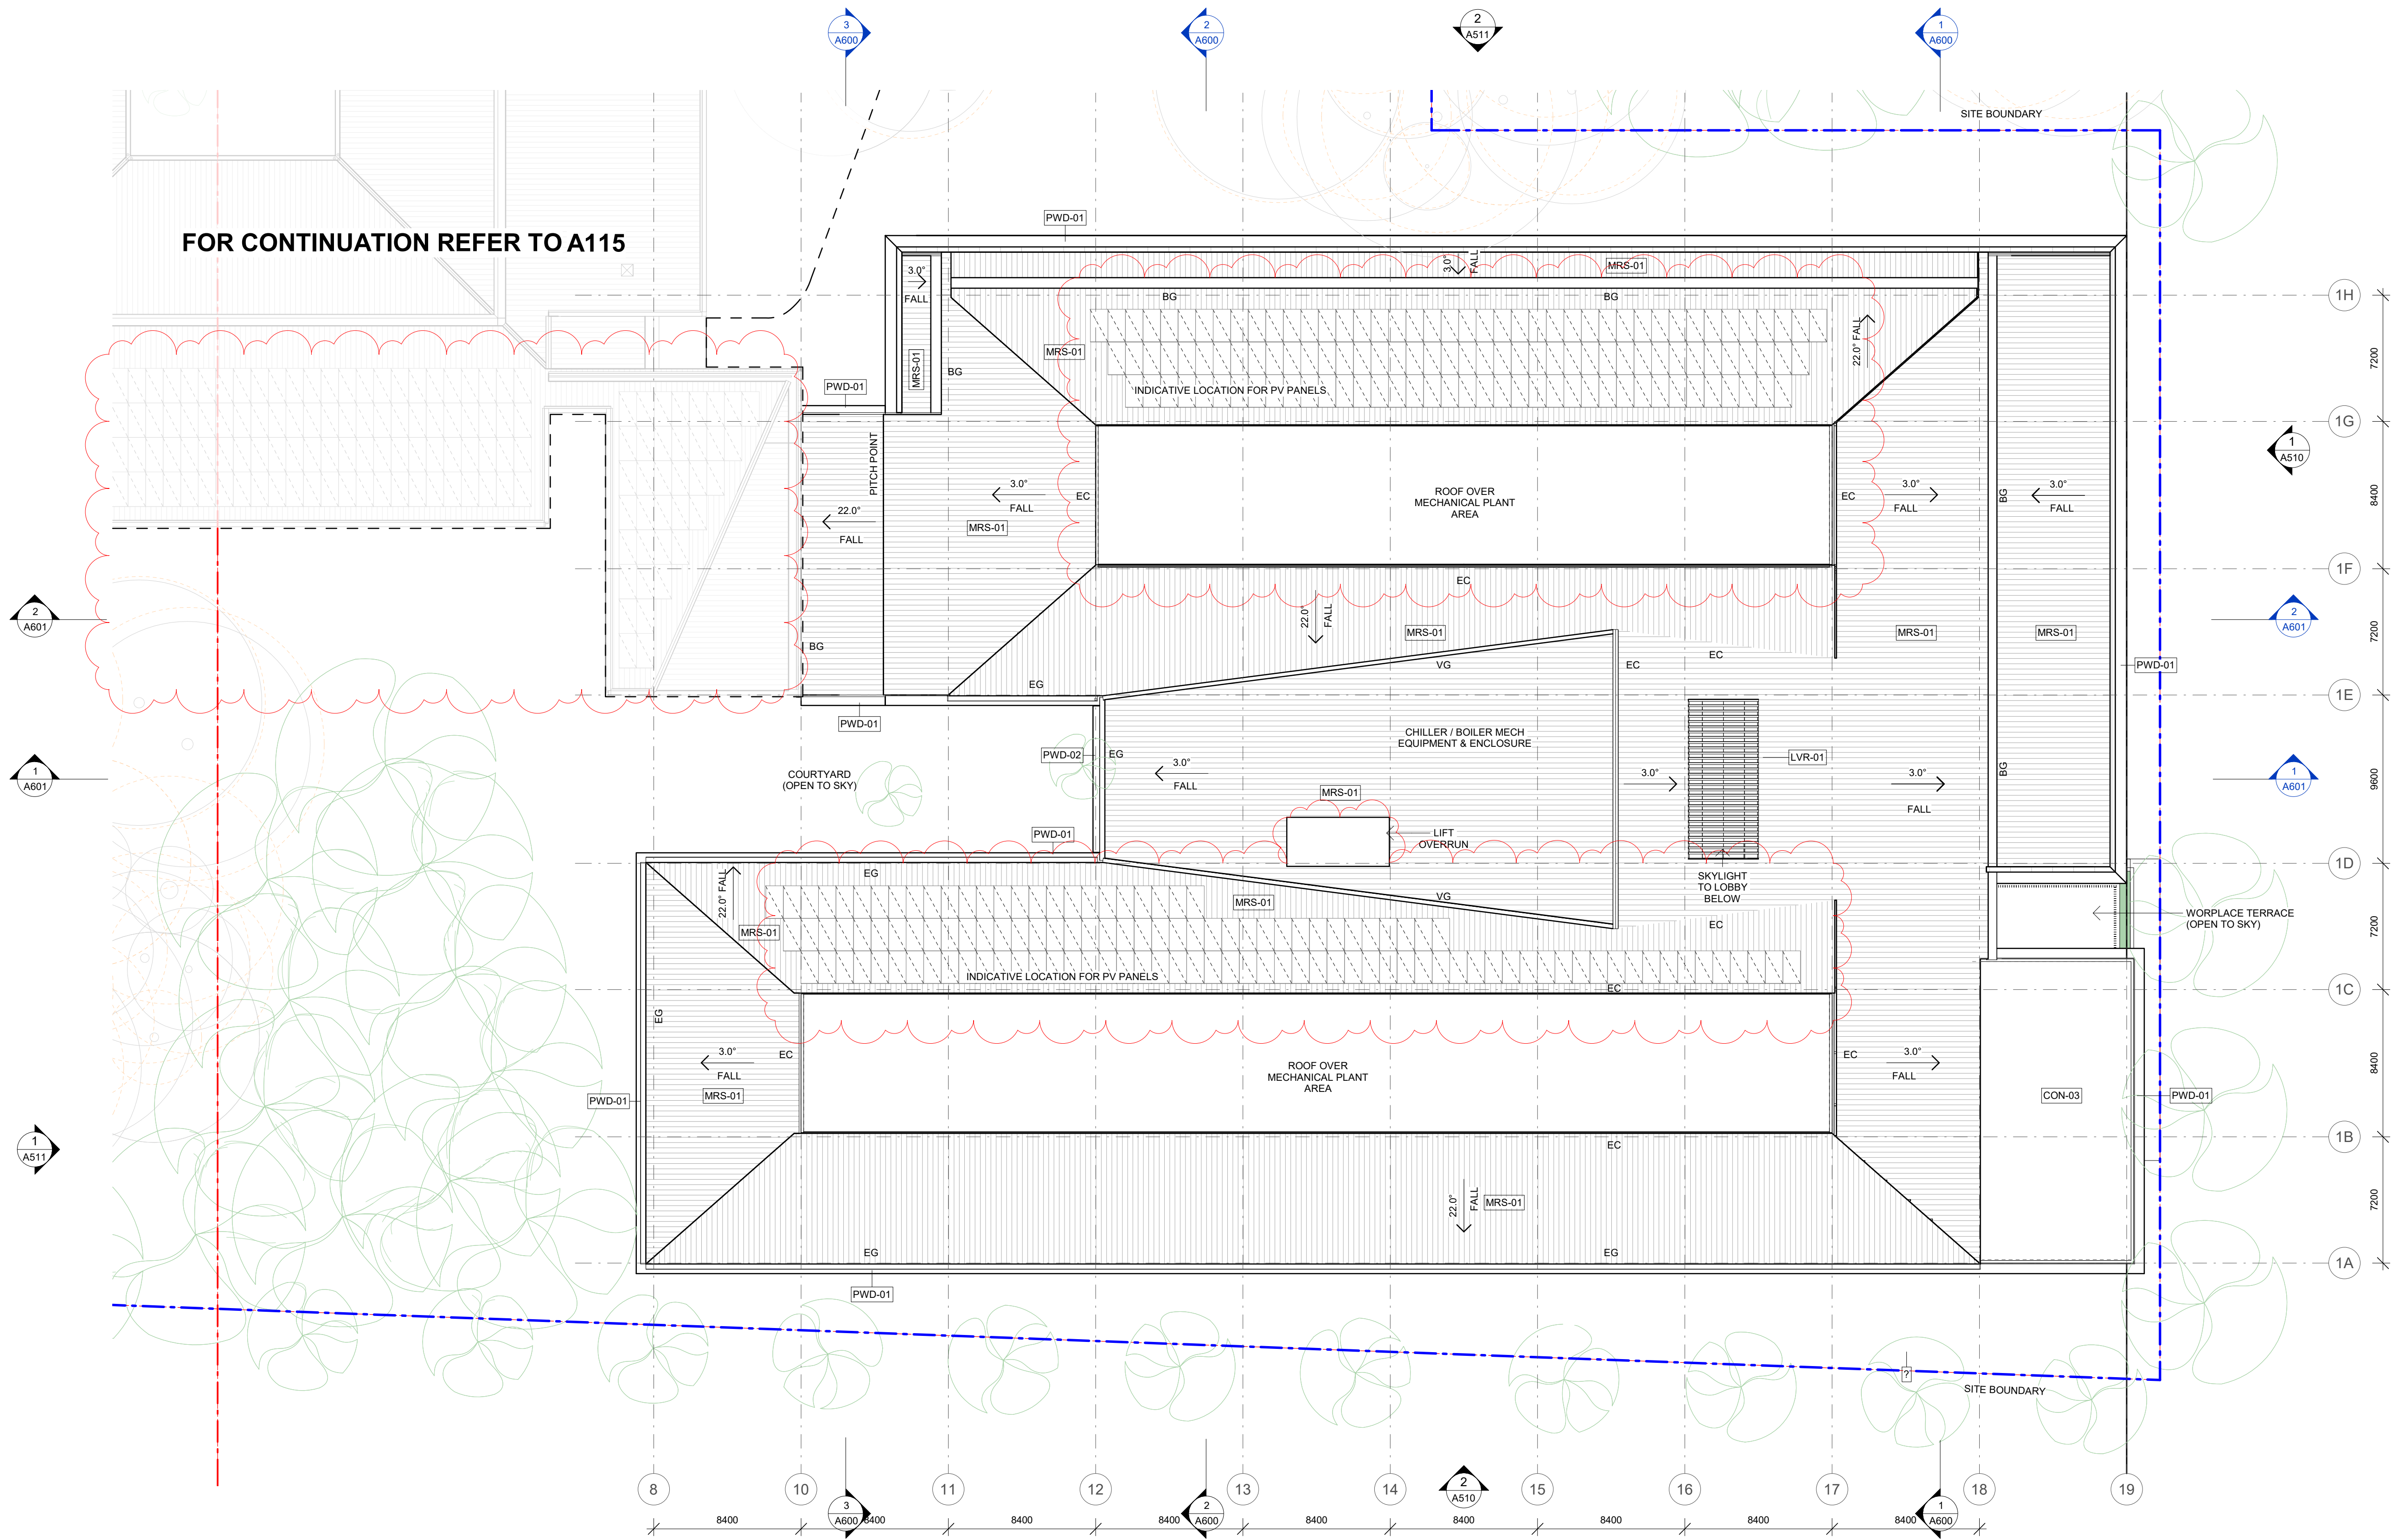 3
A600
2
A600
2
A511
1
A600
SITE BOUNDARY
FOR CONTINUATION REFER TO A115
PWD-01
3.0°
FALL
3.0°
FALL
MRS-01
BG
BG
1H
MRS-01
MRS-01
BG
22.0° FALL
7200
PWD-01
INDICATIVE LOCATION FOR PV PANELS
1G
PITCH POINT
1
A510
3.0°
FALL
EC
ROOF OVER
MECHANICAL PLANT
AREA
EC
3.0°
FALL
BG
3.0°
FALL
8400
22.0°
FALL
MRS-01
1F
EC
2
A601
22.0°
FALL
MRS-01
MRS-01
MRS-01
2
A601
7200
BG
VG
EC
EC
PWD-01
EG
1E
PWD-01
CHILLER / BOILER MECH
EQUIPMENT & ENCLOSURE
PWD-02
EG
LVR-01
1
A601
COURTYARD
(OPEN TO SKY)
3.0°
FALL
3.0°
3.0°
FALL
BG
1
A601
9600
MRS-01
PWD-01
LIFT
OVERRUN
1D
22.0° FALL
EG
SKYLIGHT
TO LOBBY
BELOW
MRS-01
VG
EC
WORPLACE TERRACE
(OPEN TO SKY)
7200
MRS-01
INDICATIVE LOCATION FOR PV PANELS
EC
1C
EG
3.0°
FALL
EC
ROOF OVER
MECHANICAL PLANT
AREA
EC
3.0°
FALL
8400
MRS-01
PWD-01
CON-03
PWD-01
1
A511
EC
1B
22.0°
FALL
MRS-01
7200
EG
EG
1A
PWD-01
?
SITE BOUNDARY
8
10
11
12
13
14
2
A510
15
16
17
18
19
3
A600
2
A600
1
A600
8400
8400
8400
8400
8400
8400
8400
8400
8400